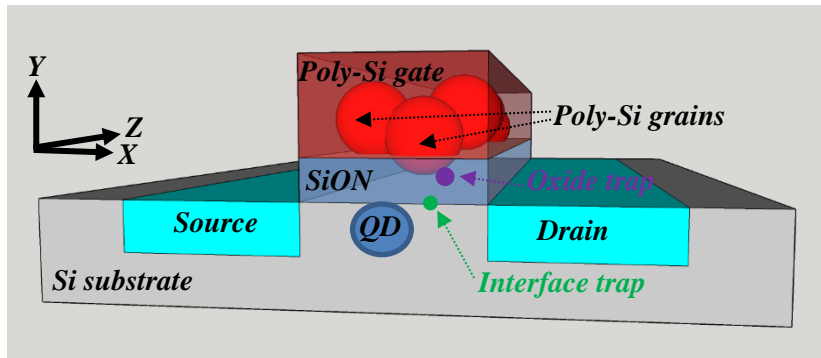 Y
Z
X
Poly-Si gate
Poly-Si grains
SiON
Oxide trap
Source
QD
Drain
Si substrate
Interface trap